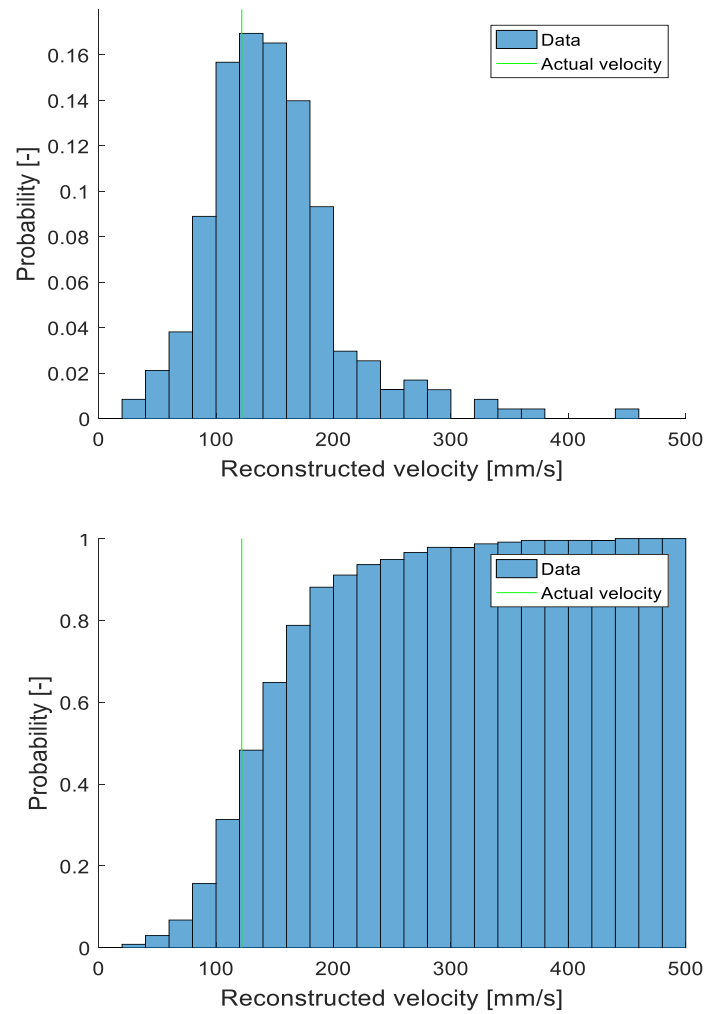 0.16
0.14
0.12
0.1
0.08
0.06
0.04
0.02
0
Probability [-]
Data
Actual velocity
0 100 200 300 400 500
Reconstructed velocity [mm/s]
1
0.8
0.6
0.4
0.2
0
Probability [-]
Data
Actual velocity
0 100 200 300 400 500
Reconstructed velocity [mm/s]